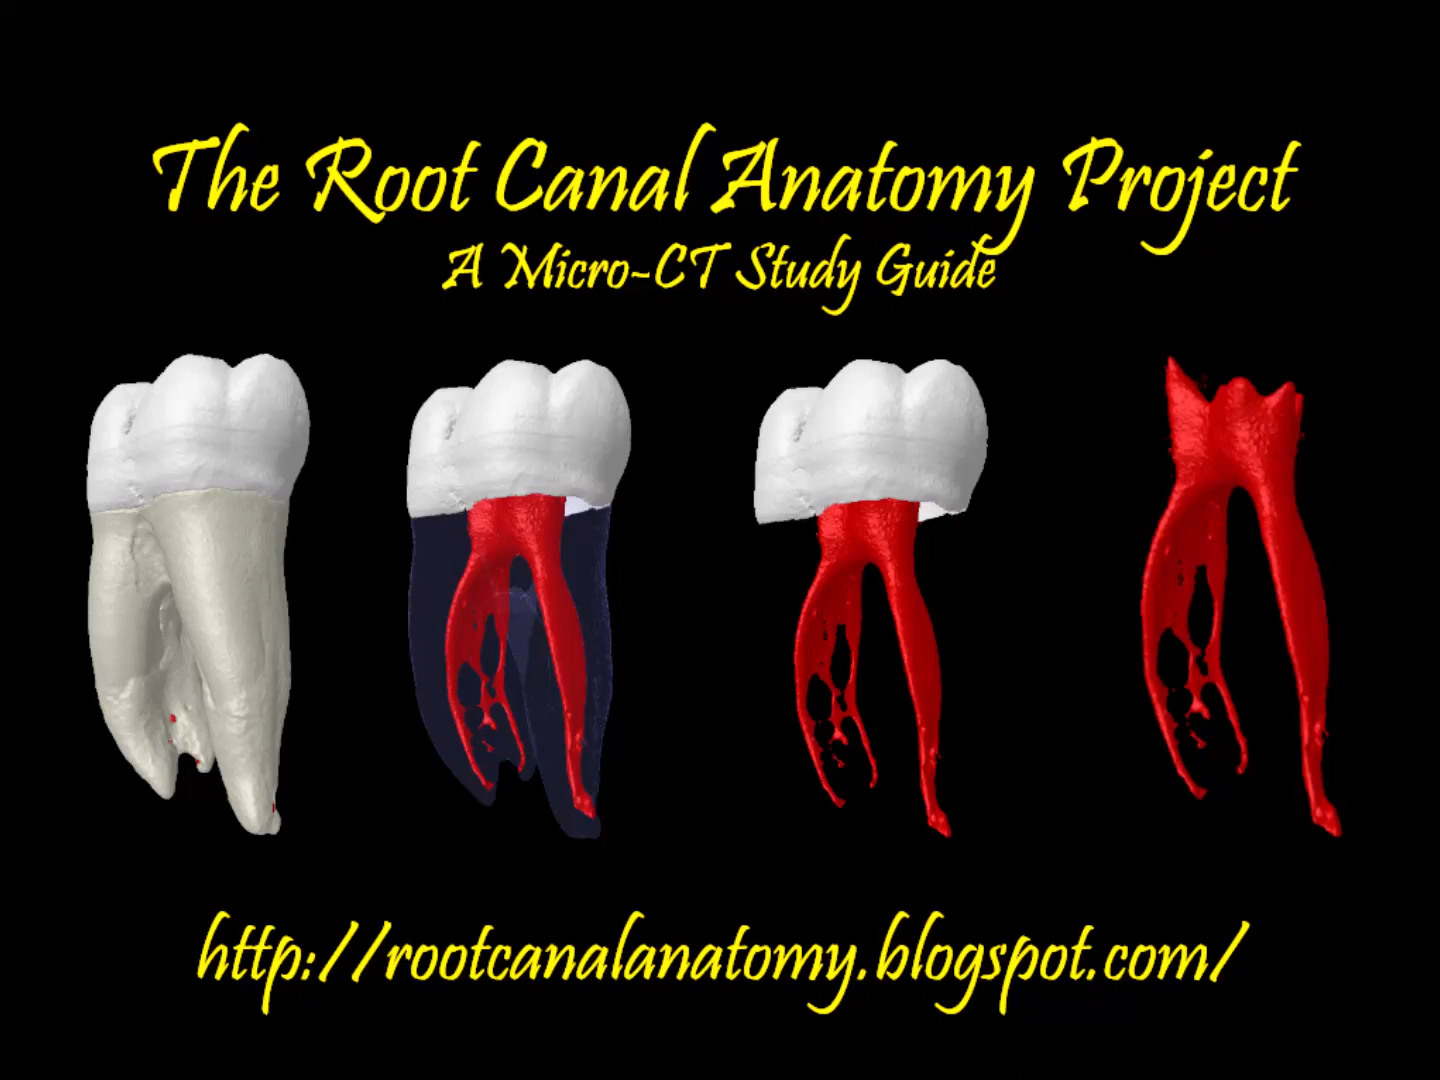 The Root Canal Anatomy Project
A Micro-CT Study Guide
http://rootcanalanatomy.blogspot.com/